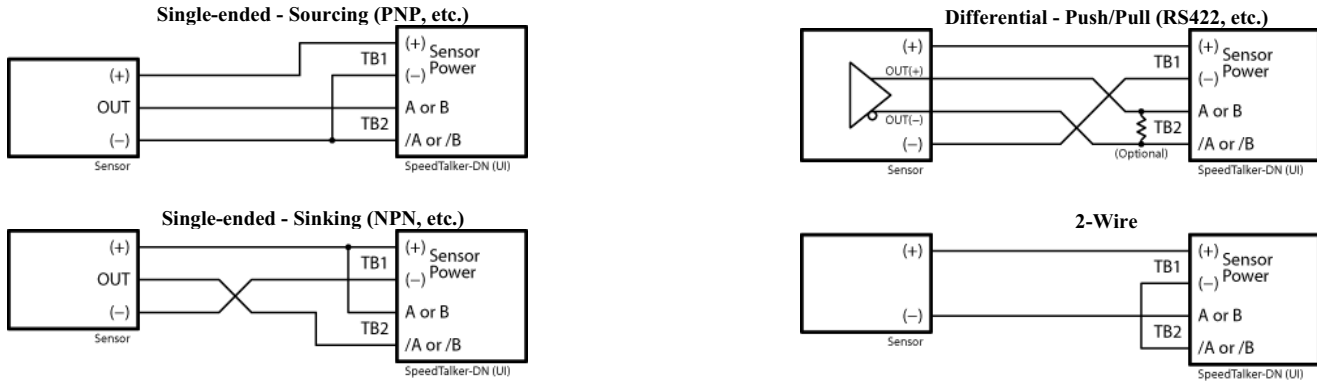 Single-ended - Sourcing (PNP, etc.)
(+)
OUT
(−)
Sensor
TB1
TB2
(+) Sensor
(−) Power
A or B
/A or /B
SpeedTalker-DN (UI)
Differential - Push/Pull (RS422, etc.)
(+)
OUT(+)
OUT(−)
(−)
Sensor
TB1
TB2
(Optional)
(+) Sensor
(−) Power
A or B
/A or /B
SpeedTalker-DN (UI)
Single-ended - Sinking (NPN, etc.)
(+)
OUT
(−)
Sensor
TB1
TB2
(+) Sensor
(−) Power
A or B
/A or /B
SpeedTalker-DN (UI)
2-Wire
(+)
(−)
Sensor
TB1
TB2
(+) Sensor
(−) Power
A or B
/A or /B
SpeedTalker-DN (UI)